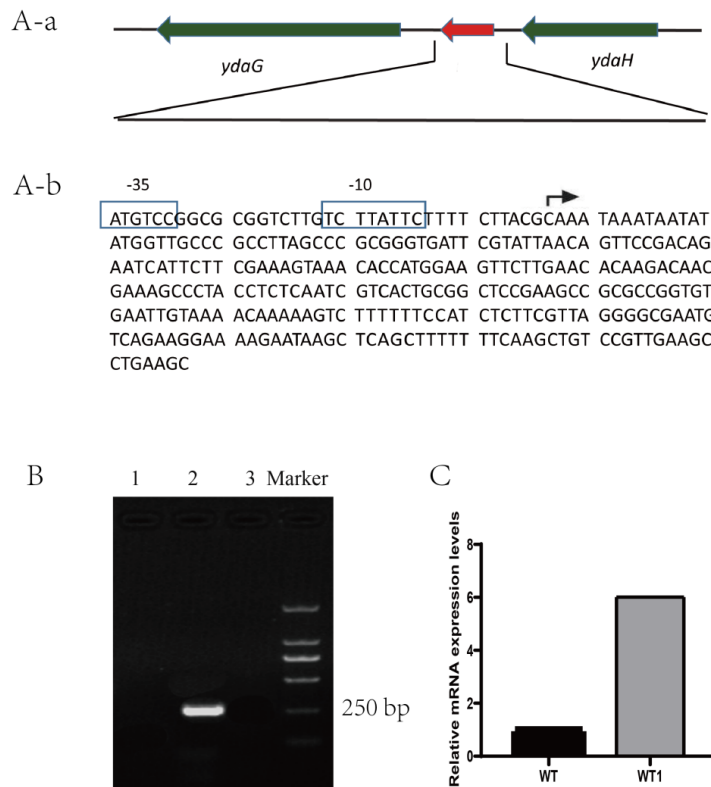 A-a
ydaG ydaH
A-b
-35 -10
ATGTCCGGCG CGGTCTTGTC TTATTCTTTT CTTACGCAAA TAAATAATAT
ATGGTTGCCC GCCTTAGCCC GCGGGTGATT CGTATTAACA GTTCCGACAG
AATCATTCTT CGAAAGTAAA CACCATGGAA GTTCTTGAAC ACAAGACAAC
GAAAGCCCTA CCTCTCAATC GTCACTGCGG CTCCGAAGCC GCGCCGGTGT
GAATTGTAAA ACAAAAAGTC TTTTTTCCAT CTCTTCGTTA GGGGCGAATG
TCAGAAGGAA AAGAATAAGC TCAGCTTTTT TTCAAGCTGT CCGTTGAAGC
CTGAAGC
B
1 2 3 Marker
250 bp
C
Relative mRNA expression levels
8
6
4
2
0
WT WT1